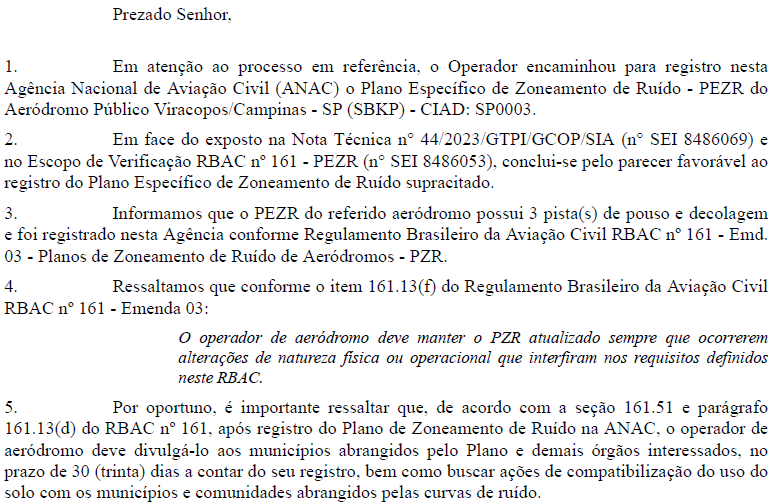 Prezado Senhor,
1. Em atenção ao processo em referência, o Operador encaminhou para registro nesta
Agência Nacional de Aviação Civil (ANAC) o Plano Específico de Zoneamento de Ruído - PEZR do
Aeródromo Público Viracopos/Campinas - SP (SBKP) - CIAD: SP0003.
2. Em face do exposto na Nota Técnica n° 44/2023/GTPI/GCOP/SIA (n° SEI 8486069) e
no Escopo de Verificação RBAC nº 161 - PEZR (n° SEI 8486053), conclui-se pelo parecer favorável ao
registro do Plano Específico de Zoneamento de Ruído supracitado.
3. Informamos que o PEZR do referido aeródromo possui 3 pista(s) de pouso e decolagem
e foi registrado nesta Agência conforme Regulamento Brasileiro da Aviação Civil RBAC nº 161 - Emd.
03 - Planos de Zoneamento de Ruído de Aeródromos - PZR.
4. Ressaltamos que conforme o item 161.13(f) do Regulamento Brasileiro da Aviação Civil
RBAC nº 161 - Emenda 03:
O operador de aeródromo deve manter o PZR atualizado sempre que ocorrerem
alterações de natureza física ou operacional que interfiram nos requisitos definidos
neste RBAC.
5. Por oportuno, é importante ressaltar que, de acordo com a seção 161.51 e parágrafo
161.13(d) do RBAC nº 161, após registro do Plano de Zoneamento de Ruído na ANAC, o operador de
aeródromo deve divulgá-lo aos municípios abrangidos pelo Plano e demais órgãos interessados, no
prazo de 30 (trinta) dias a contar do seu registro, bem como buscar ações de compatibilização do uso do
solo com os municípios e comunidades abrangidos pelas curvas de ruído.